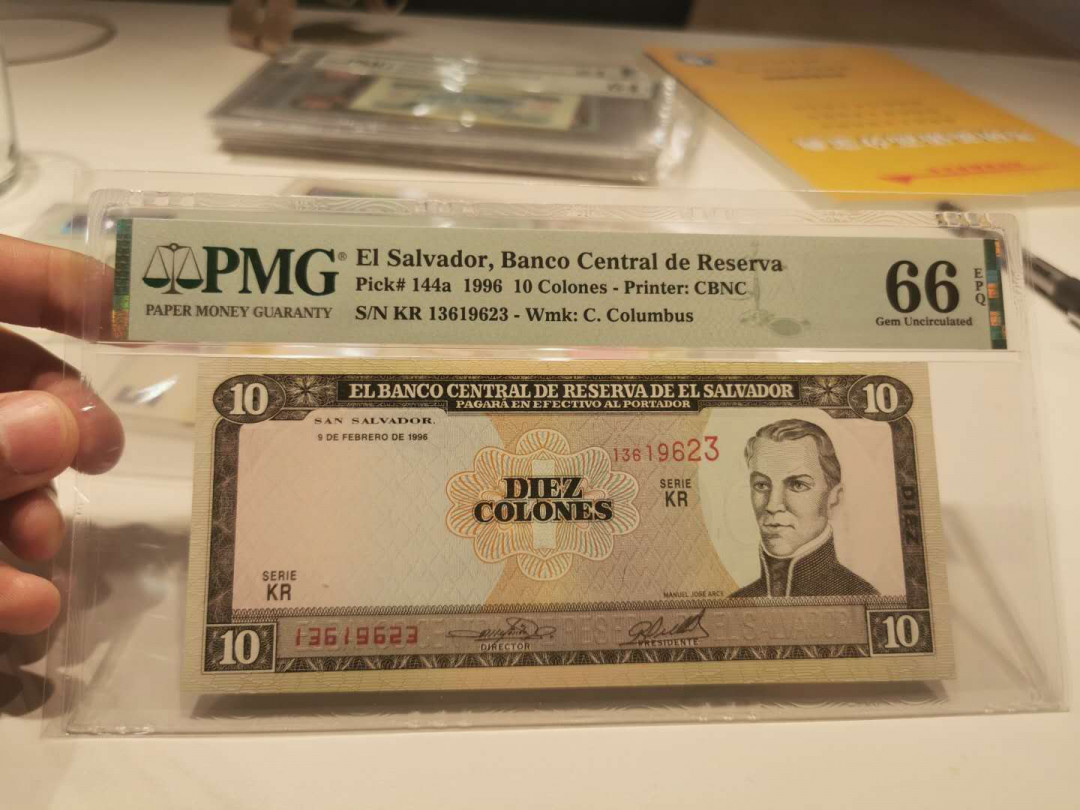 PMG®
PAPER MONEY GUARANTY
El Salvador, Banco Central de Reserva
Pick# 144a 1996 10 Colones - Printer: CBNC
S/N KR 13619623 - Wmk: C. Columbus
66
EPQ
Gem Uncirculated
10
EL BANCO CENTRAL DE RESERVA DE EL SALVADOR
10
PAGARÁ EN EFECTIVO AL PORTADOR
SAN SALVADOR.
9 DE FEBRERO DE 1996
13619623
DIEZ
COLONES
SERIE
KR
DIEZ
SERIE
KR
MANUEL JOSE ARCE
10
13619623
DIRECTOR
PRESIDENTE
10